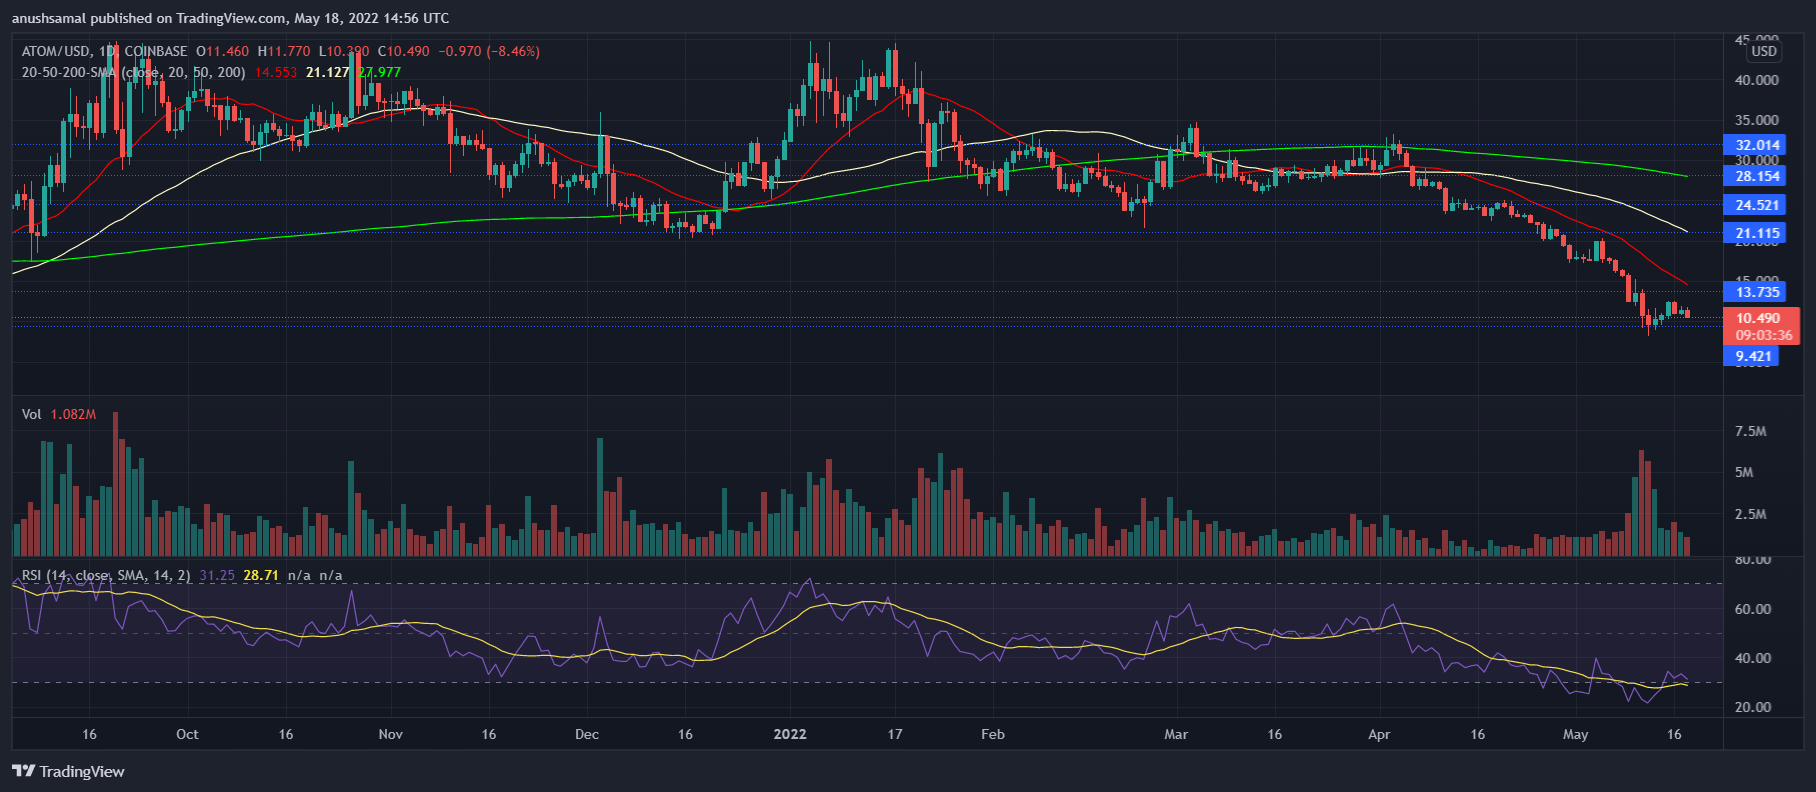 anushsamal published on TradingView.com, May 18, 2022 14:56 UTC
ATOM/USD, 1D, COINBASE O11.460 H11.770 L10.390 C10.490 −0.970 (−8.46%)
20-50-200-SMA (close, 20, 50, 200) 14.553 21.127 27.977
45.000
USD
40.000
35.000
32.014
30.000
28.154
24.521
21.115
20.000
15.000
13.735
10.490
09:03:36
9.421
Vol 1.082M
7.5M
5M
2.5M
RSI (14, close, SMA, 14, 2) 31.25 28.71 n/a n/a
80.00
60.00
40.00
20.00
16 Oct 16 Nov 16 Dec 16 2022 17 Feb Mar 16 Apr 16 May 16
TradingView